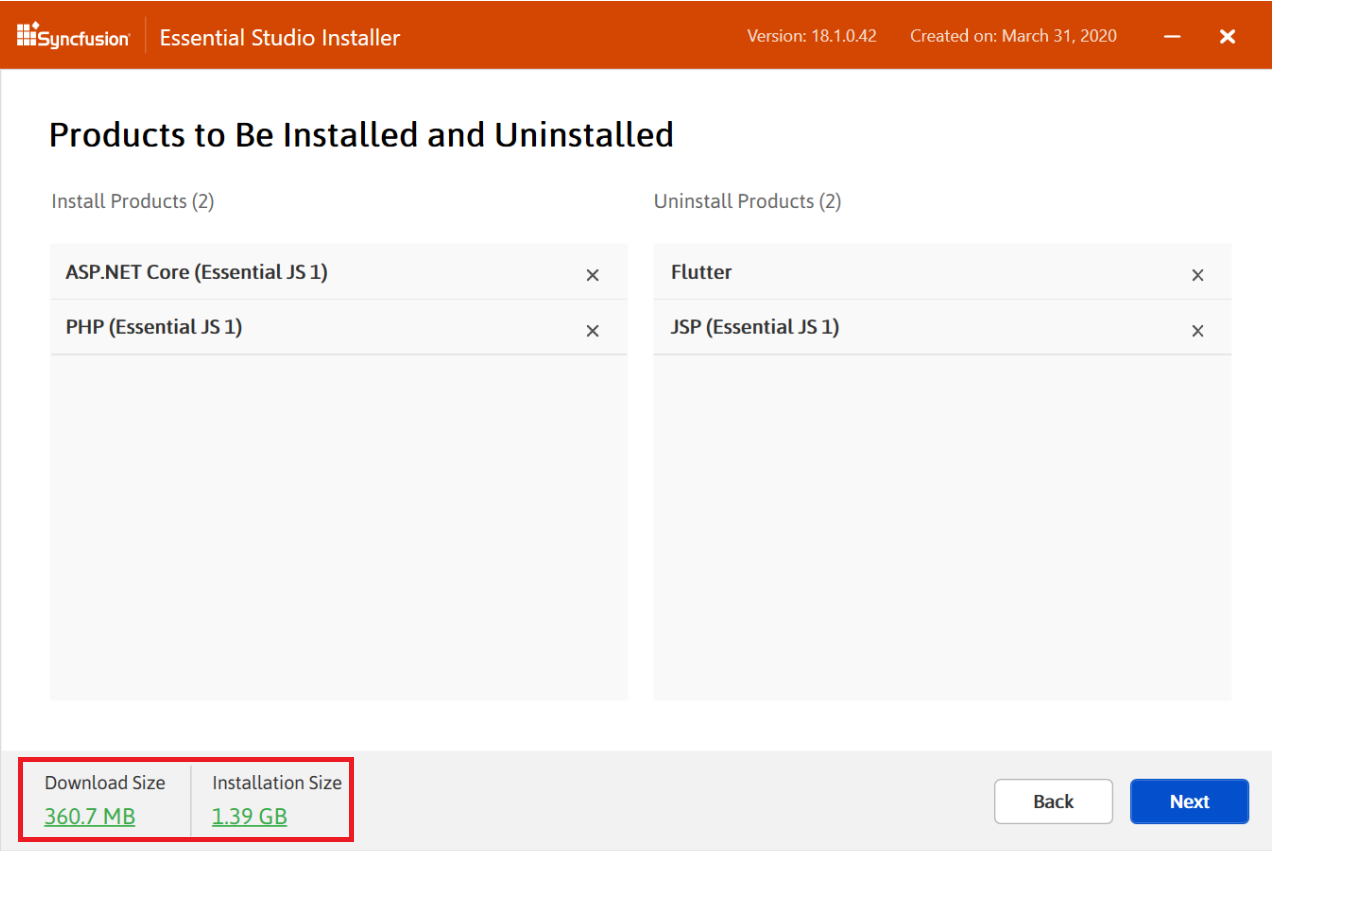 Syncfusion
Essential Studio Installer
Version: 18.1.0.42
Created on: March 31, 2020
Products to Be Installed and Uninstalled
Install Products (2)
ASP.NET Core (Essential JS 1)
PHP (Essential JS 1)
Uninstall Products (2)
Flutter
JSP (Essential JS 1)
Download Size
360.7 MB
Installation Size
1.39 GB
Back
Next